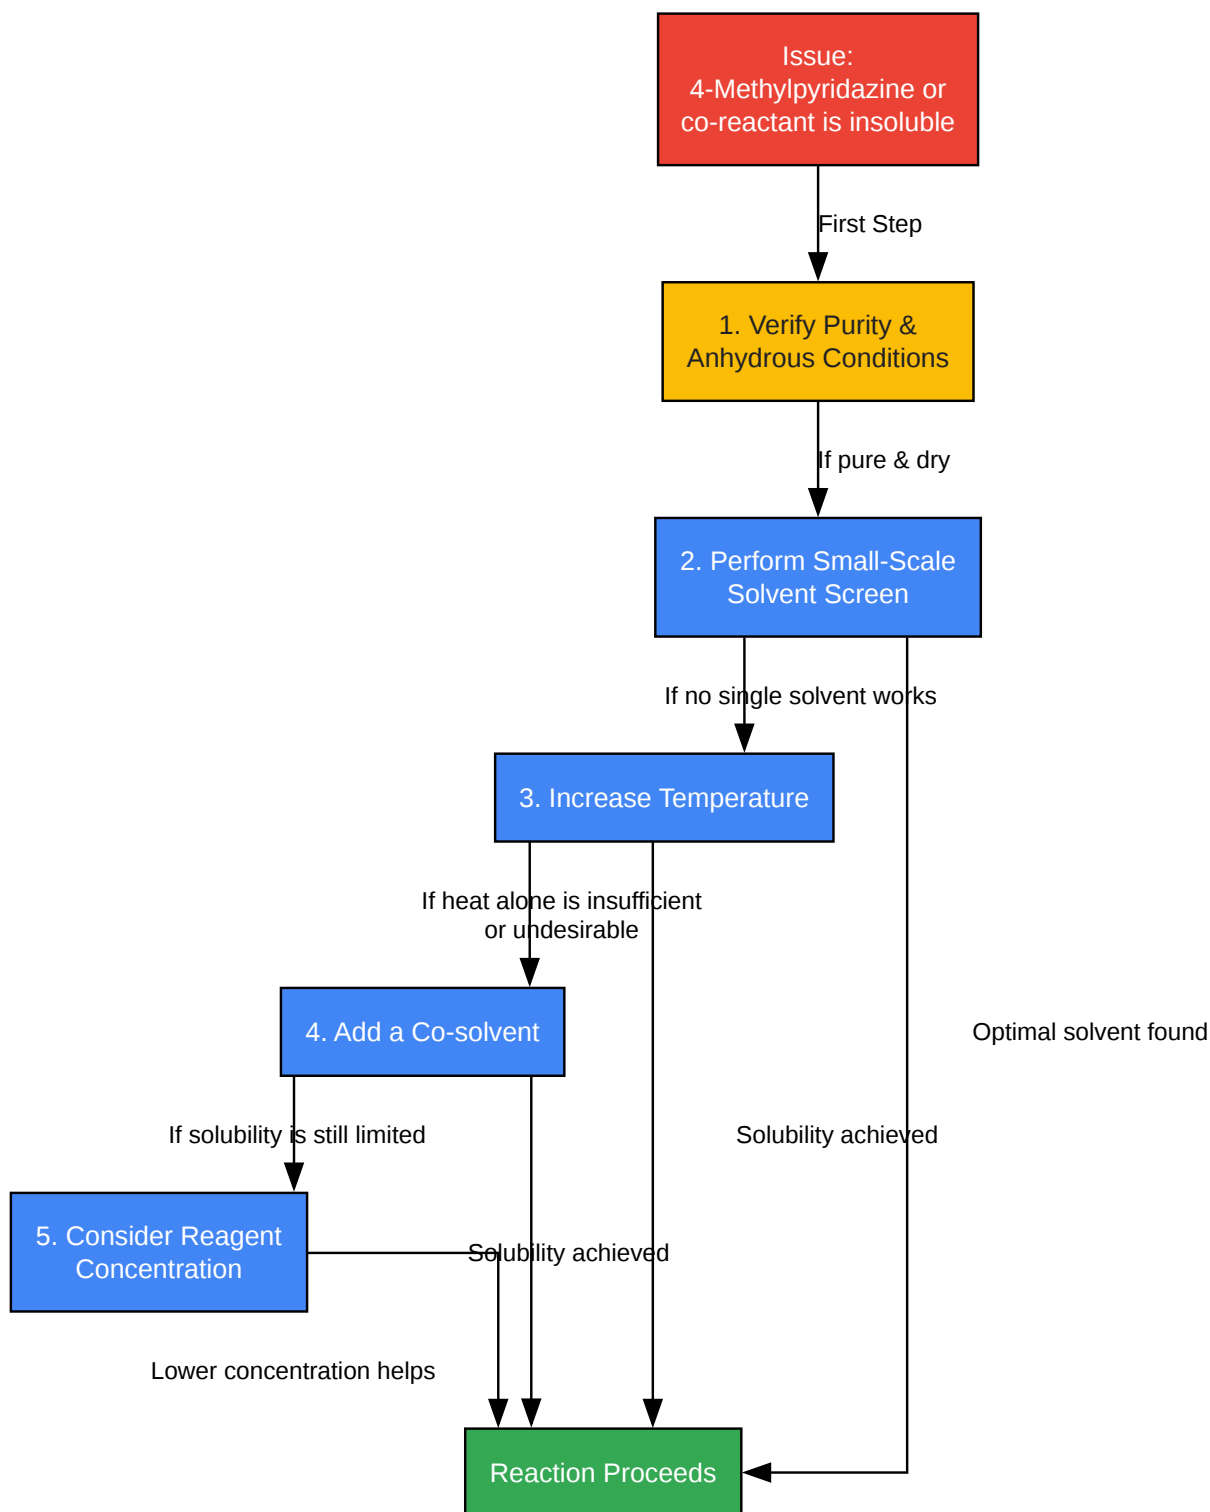 Issue:
4-Methylpyridazine or
co-reactant is insoluble
First Step
1. Verify Purity &
Anhydrous Conditions
If pure & dry
2. Perform Small-Scale
Solvent Screen
If no single solvent works
3. Increase Temperature
If heat alone is insufficient
or undesirable
4. Add a Co-solvent
Optimal solvent found
If solubility is still limited
Solubility achieved
5. Consider Reagent
Concentration
Solubility achieved
Lower concentration helps
Reaction Proceeds